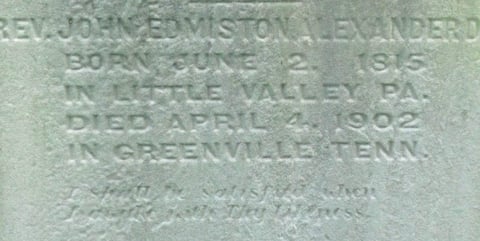 REV. JOHN EDMISTON ALEXANDER D
BORN JUNE 2. 1815
IN LITTLE VALLEY PA.
DIED APRIL 4. 1902
IN GREENVILLE TENN.
I shall be satisfied when
I awake with Thy likeness.